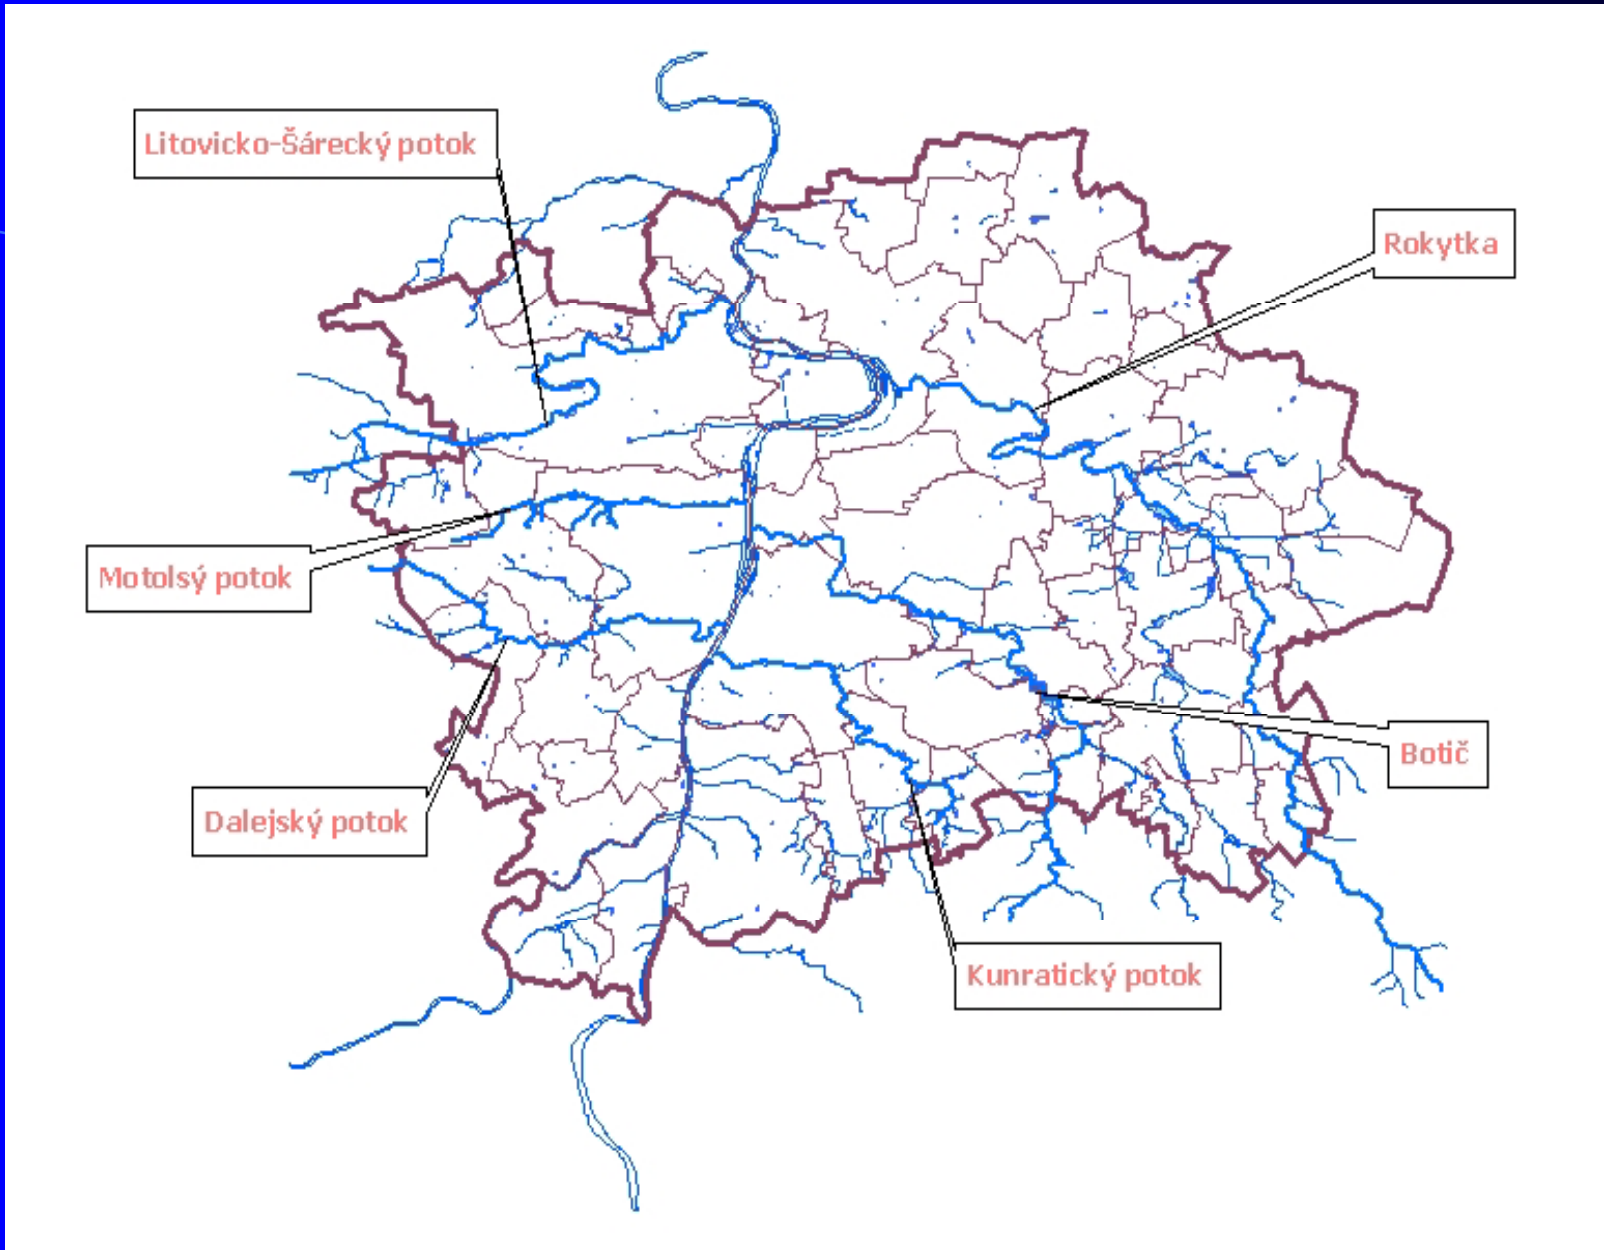 Litovicko-Šárecký potok
Rokytka
Motolsý potok
Botič
Dalejský potok
Kunratický potok